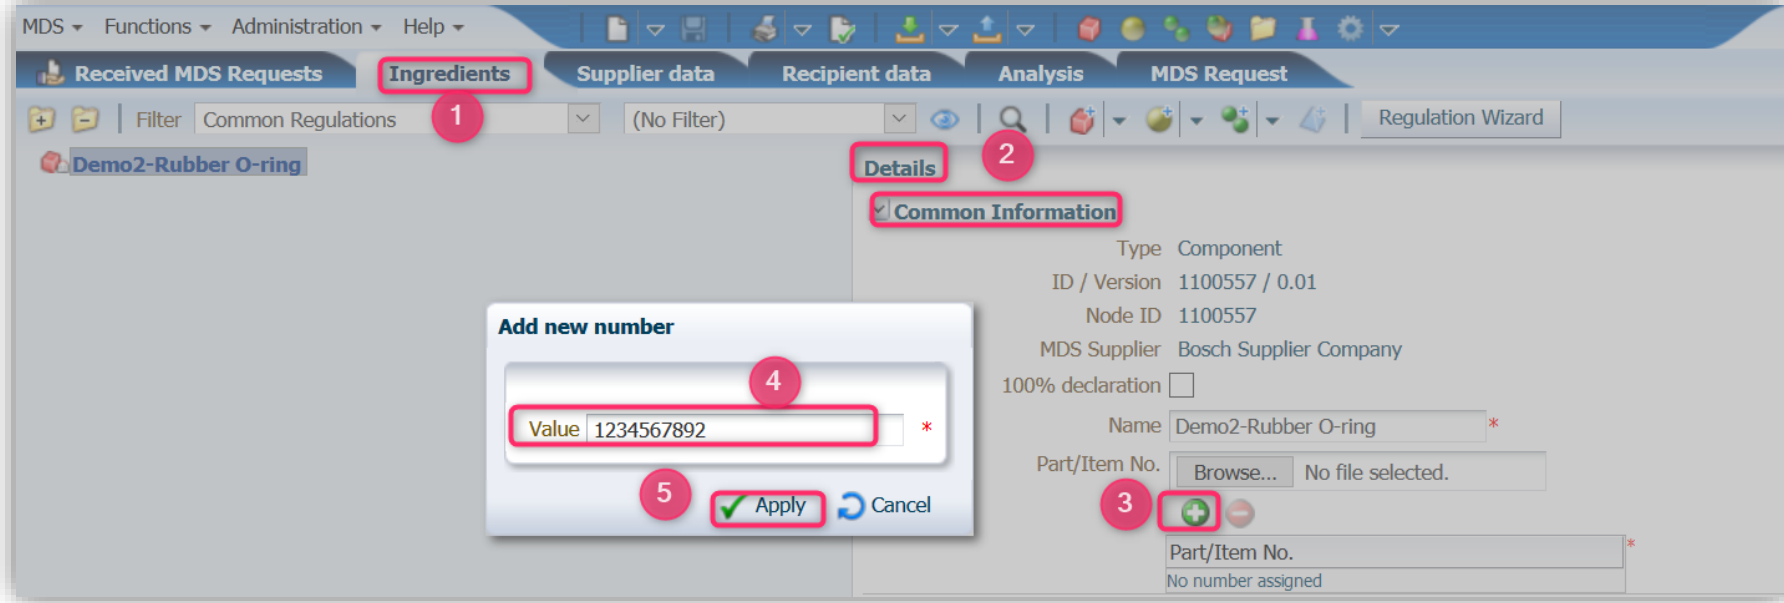 MDS Functions Administration Help
Received MDS Requests Ingredients Supplier data Recipient data Analysis MDS Request
1
Filter Common Regulations (No Filter) Regulation Wizard
2
Demo2-Rubber O-ring
Details
Common Information
Type Component
ID / Version 1100557 / 0.01
Node ID 1100557
MDS Supplier Bosch Supplier Company
100% declaration
Name Demo2-Rubber O-ring *
Part/Item No. Browse... No file selected.
3
Part/Item No. *
No number assigned
Add new number
4
Value 1234567892 *
5
Apply Cancel